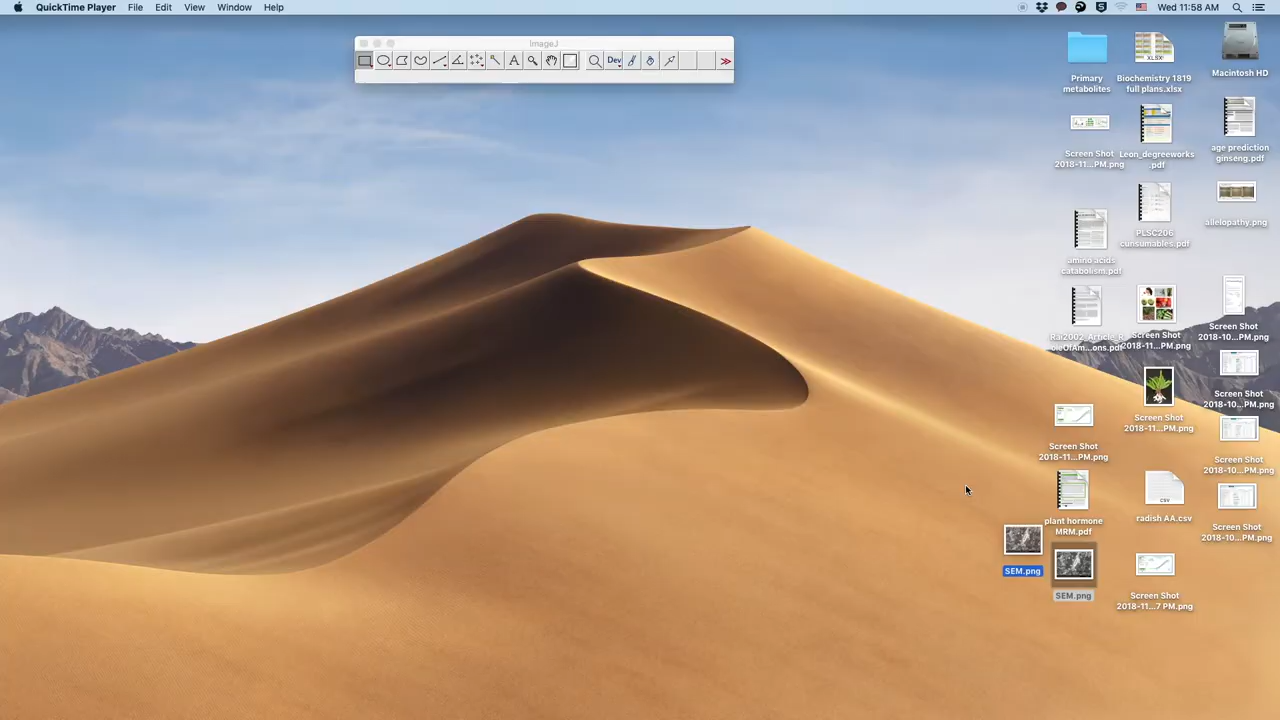 QuickTime Player File Edit View Window Help Wed 11:58 AM
ImageJ
A Dev
Primary
metabolites
Biochemistry 1819
full plans.xlsx
Macintosh HD
XLSX
Screen Shot
2018-11...PM.png
Leon_degreeworks
.pdf
age prediction
ginseng.pdf
amino acids
catabolism.pdf
PLSC206
cunsumables.pdf
allelopathy.png
Screen Shot
2018-11...PM.png
Screen Shot
2018-10...PM.png
Screen Shot
2018-11...PM.png
Screen Shot
2018-10...PM.png
Screen Shot
2018-11...PM.png
Screen Shot
2018-10...PM.png
plant hormone
MRM.pdf
CSV
radish AA.csv
Screen Shot
2018-10...PM.png
SEM.png
SEM.png
Screen Shot
2018-11...7 PM.png